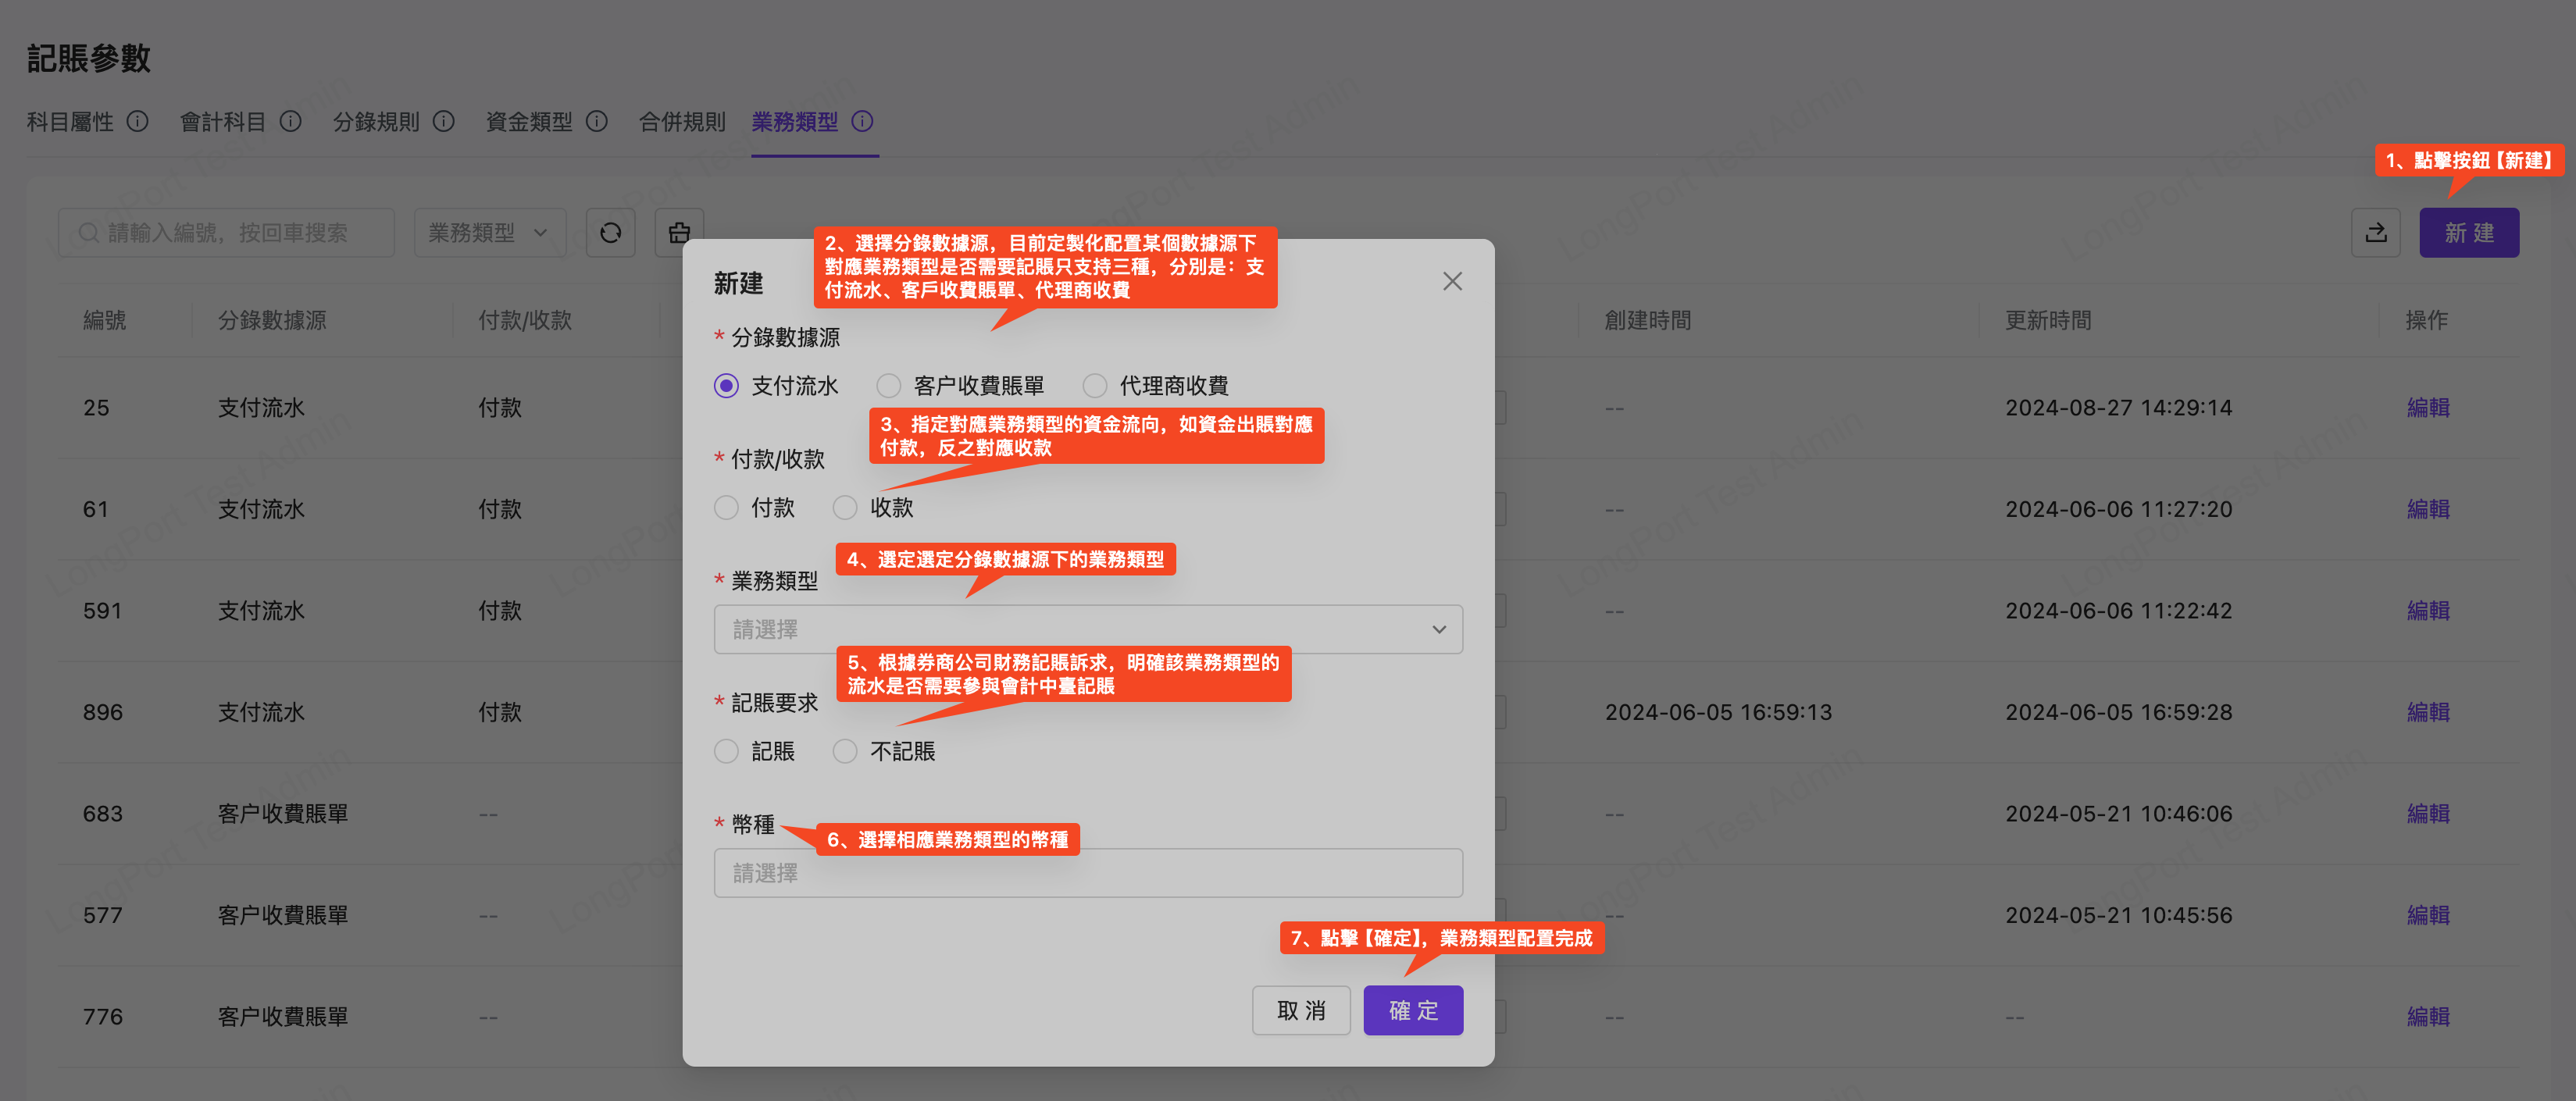 記賬參數
科目屬性
會計科目
分錄規則
資金類型
合併規則
業務類型
1、點擊按鈕【新建】
請輸入編號，按回車搜索
業務類型
新 建
編號
分錄數據源
付款/收款
創建時間
更新時間
操作
25
支付流水
付款
--
2024-08-27 14:29:14
編輯
61
支付流水
付款
--
2024-06-06 11:27:20
編輯
591
支付流水
付款
--
2024-06-06 11:22:42
編輯
896
支付流水
付款
2024-06-05 16:59:13
2024-06-05 16:59:28
編輯
683
客户收費賬單
--
--
2024-05-21 10:46:06
編輯
577
客户收費賬單
--
--
2024-05-21 10:45:56
編輯
776
客户收費賬單
--
--
--
編輯
新建
2、選擇分錄數據源，目前定製化配置某個數據源下
對應業務類型是否需要記賬只支持三種，分別是：支
付流水、客戶收費賬單、代理商收費
* 分錄數據源
支付流水
客户收費賬單
代理商收費
3、指定對應業務類型的資金流向，如資金出賬對應
付款，反之對應收款
* 付款/收款
付款
收款
4、選定選定分錄數據源下的業務類型
* 業務類型
請選擇
5、根據券商公司財務記賬訴求，明確該業務類型的
流水是否需要參與會計中臺記賬
* 記賬要求
記賬
不記賬
* 幣種
6、選擇相應業務類型的幣種
請選擇
7、點擊【確定】，業務類型配置完成
取 消
確 定
LongPort Test Admin